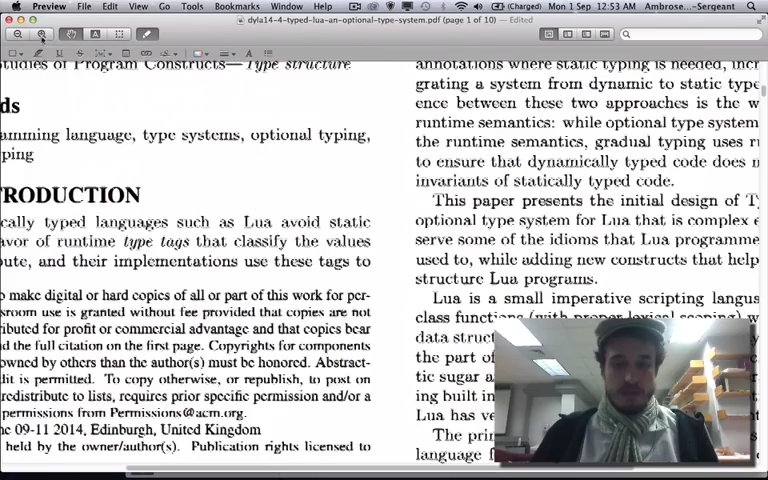 Preview File Edit View Go Tools Bookmarks Window Help
(Charged) Mon 1 Sep 12:53 AM Ambrose...-Sergeant
dyla14-4-typed-lua-an-optional-type-system.pdf (page 1 of 10) — Edited
Studies of Program Constructs—Type structure
ds
amming language, type systems, optional typing,
ping
RODUCTION
cally typed languages such as Lua avoid static
avor of runtime type tags that classify the values
oute, and their implementations use these tags to
o make digital or hard copies of all or part of this work for per-
sroom use is granted without fee provided that copies are not
ributed for profit or commercial advantage and that copies bear
nd the full citation on the first page. Copyrights for components
owned by others than the author(s) must be honored. Abstract-
dit is permitted. To copy otherwise, or republish, to post on
redistribute to lists, requires prior specific permission and/or a
permissions from Permissions@acm.org.
ne 09-11 2014, Edinburgh, United Kingdom
held by the owner/author(s). Publication rights licensed to
annotations where static typing is needed, incr
grating a system from dynamic to static type
ence between these two approaches is the w
runtime semantics: while optional type system
the runtime semantics, gradual typing uses r
to ensure that dynamically typed code does n
invariants of statically typed code.
This paper presents the initial design of T
optional type system for Lua that is complex e
serve some of the idioms that Lua programme
used to, while adding new constructs that help
structure Lua programs.
Lua is a small imperative scripting langua
class functions (with proper lexical scoping) w
data struct
the part of
tic sugar a
ing built in
Lua has ve
The prin
language f